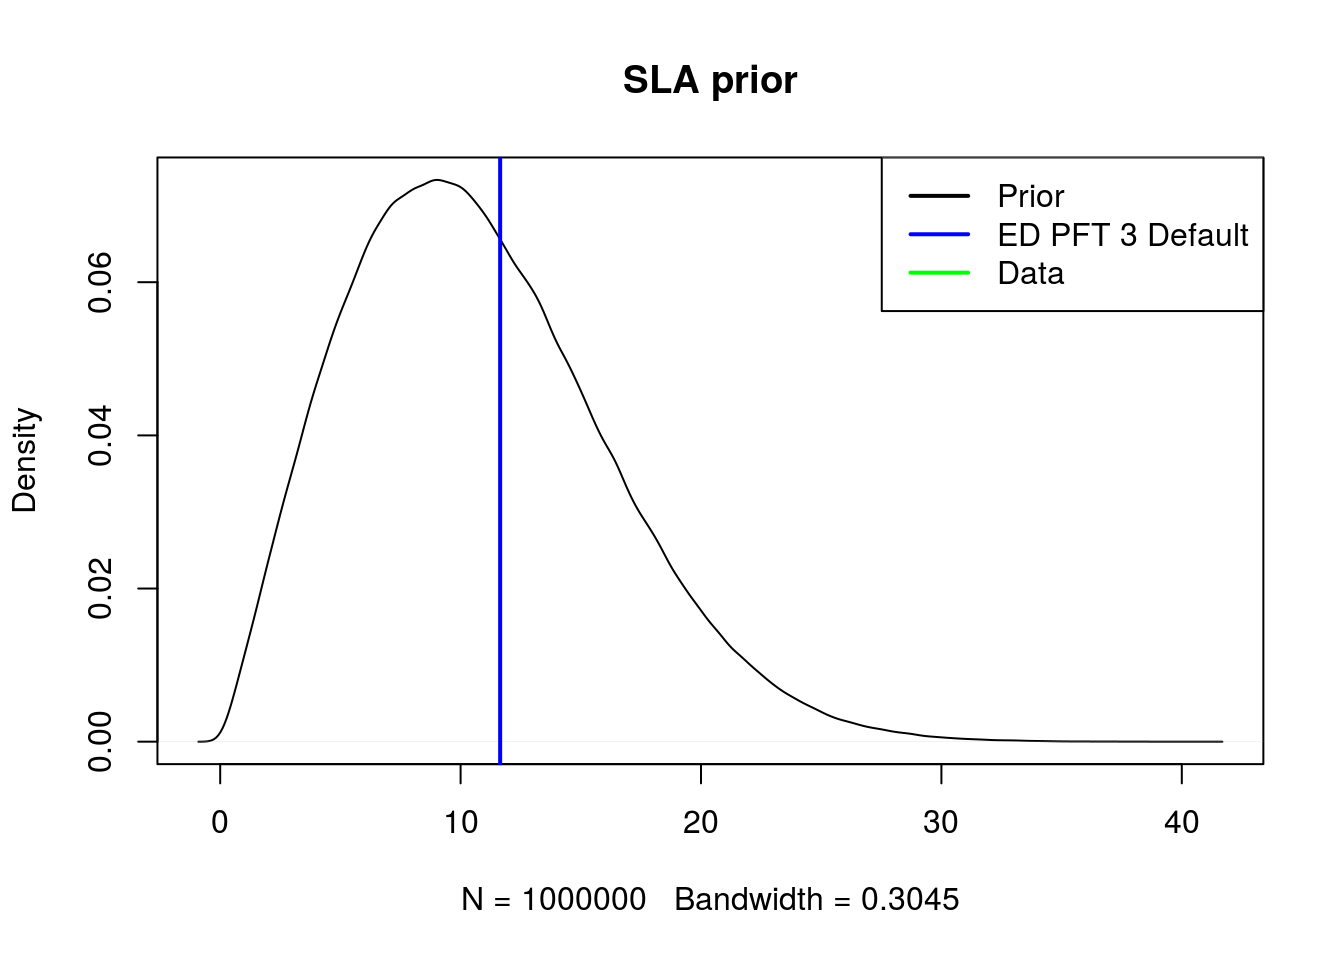 SLA prior
Prior
ED PFT 3 Default
Data
Density
0.06
0.04
0.02
0.00
0 10 20 30 40
N = 1000000 Bandwidth = 0.3045